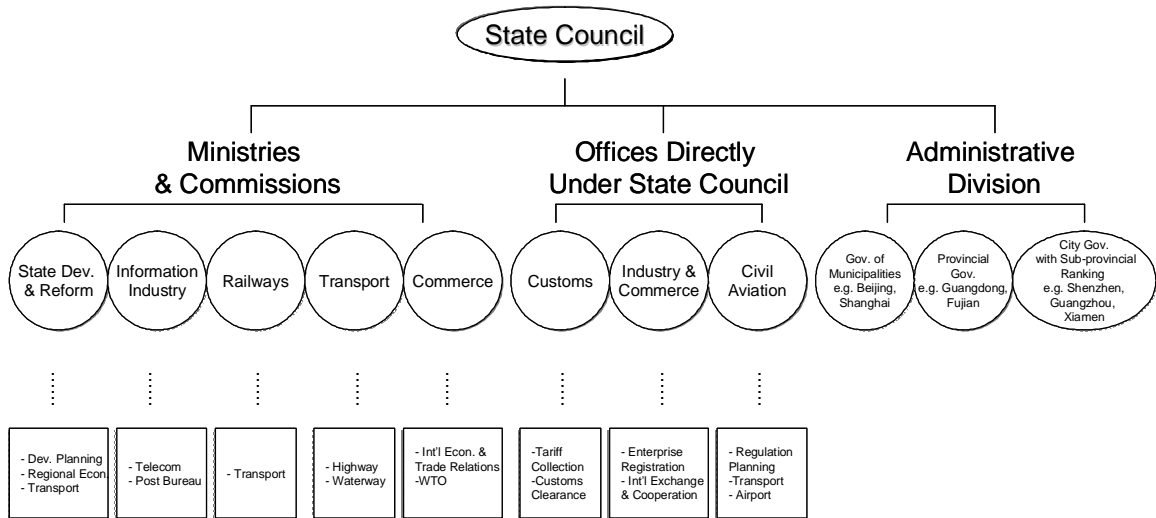 State Council
Ministries
& Commissions
Offices Directly
Under State Council
Administrative
Division
State Dev.
& Reform
Information
Industry
Railways
Transport
Commerce
Customs
Industry &
Commerce
Civil
Aviation
Gov. of
Municipalities
e.g. Beijing,
Shanghai
Provincial
Gov.
e.g. Guangdong,
Fujian
City Gov.
with Sub-provincial
Ranking
e.g. Shenzhen,
Guangzhou,
Xiamen
- Dev. Planning
- Regional Econ.
- Transport
- Telecom
- Post Bureau
- Transport
- Highway
- Waterway
- Int'l Econ. &
Trade Relations
-WTO
-Tariff
Collection
-Customs
Clearance
- Enterprise
Registration
- Int'l Exchange
& Cooperation
- Regulation
Planning
-Transport
- Airport